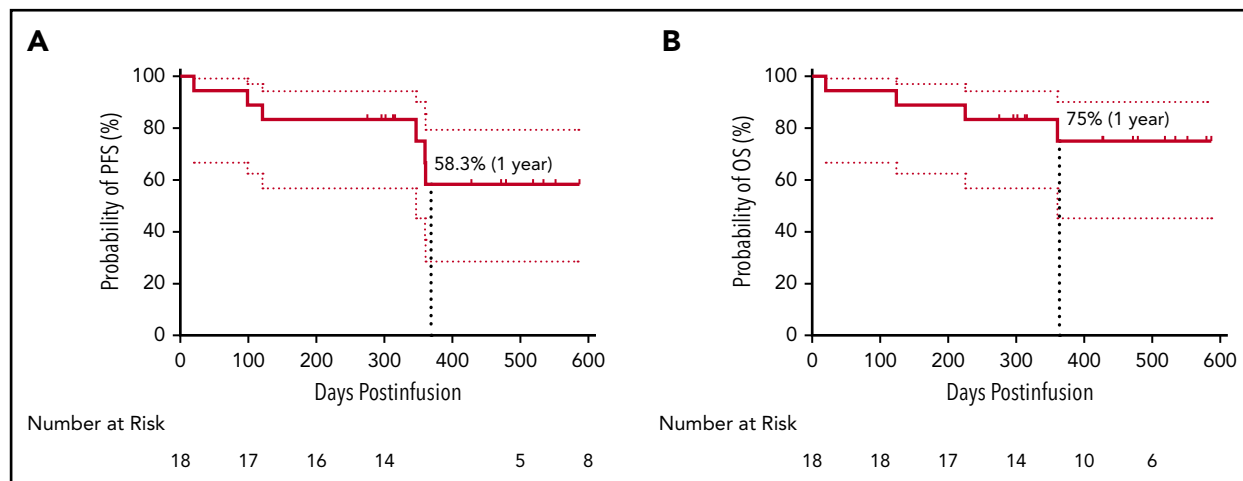 A
Probability of PFS (%)
100
80
60
40
20
0
58.3% (1 year)
0 100 200 300 400 500 600
Days Postinfusion
Number at Risk
18 17 16 14 5 8
B
Probability of OS (%)
100
80
60
40
20
0
75% (1 year)
0 100 200 300 400 500 600
Days Postinfusion
Number at Risk
18 18 17 14 10 6